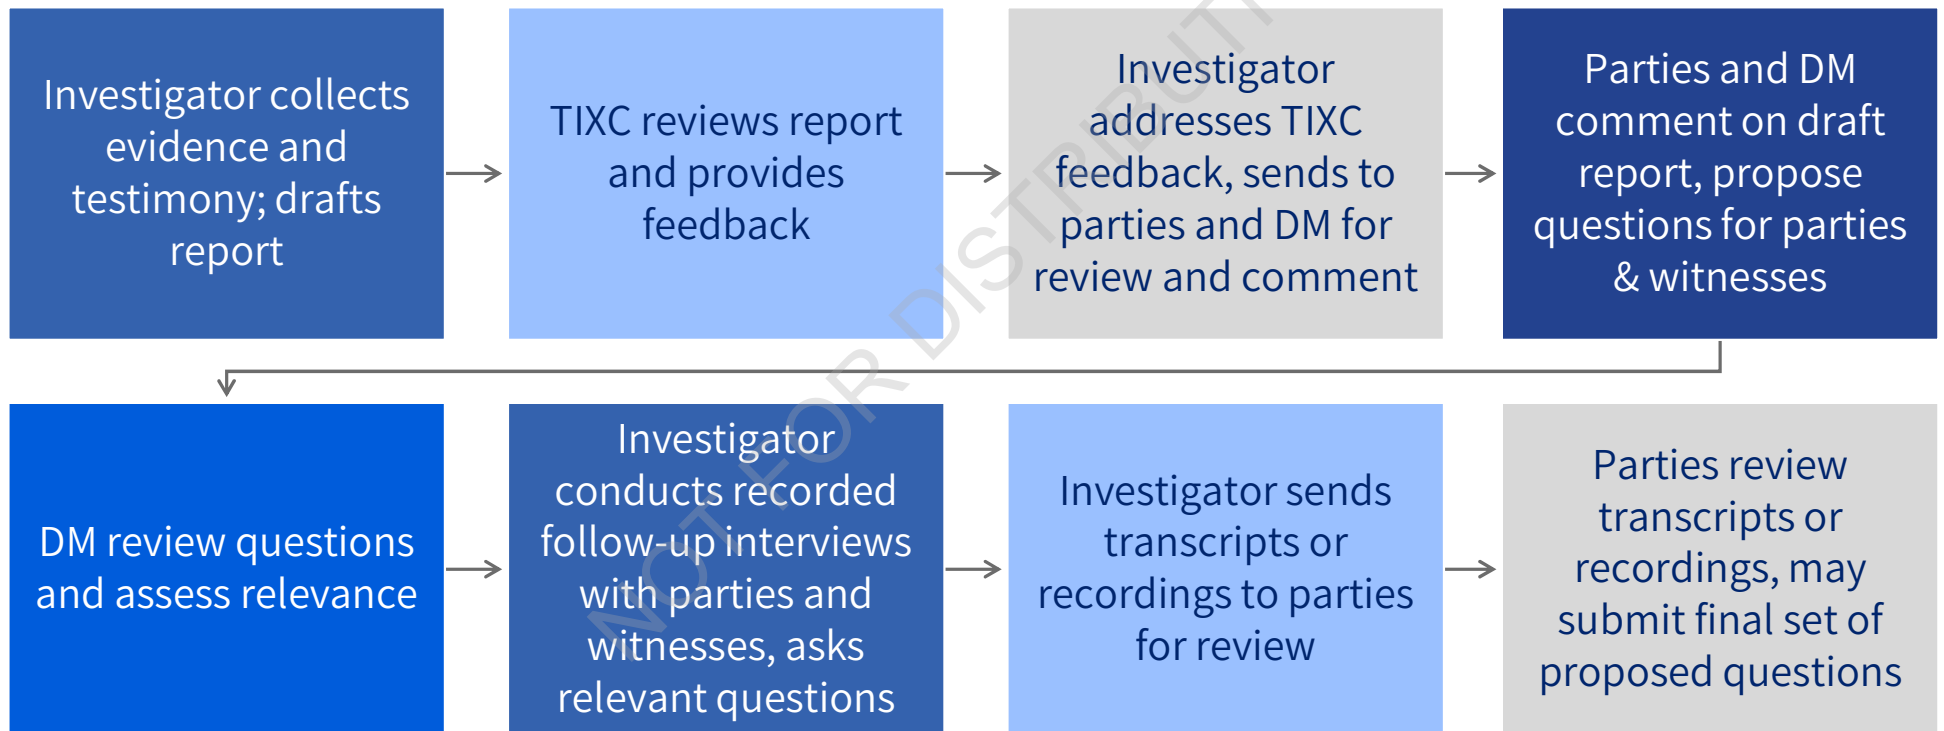 Investigator collects
evidence and
testimony; drafts
report
TIXC reviews report
and provides
feedback
Investigator
addresses TIXC
feedback, sends to
parties and DM for
review and comment
Parties and DM
comment on draft
report, propose
questions for parties
& witnesses
DM review questions
and assess relevance
Investigator
conducts recorded
follow-up interviews
with parties and
witnesses, asks
relevant questions
Investigator sends
transcripts or
recordings to parties
for review
Parties review
transcripts or
recordings, may
submit final set of
proposed questions
NOT FOR DISTRIBUTI